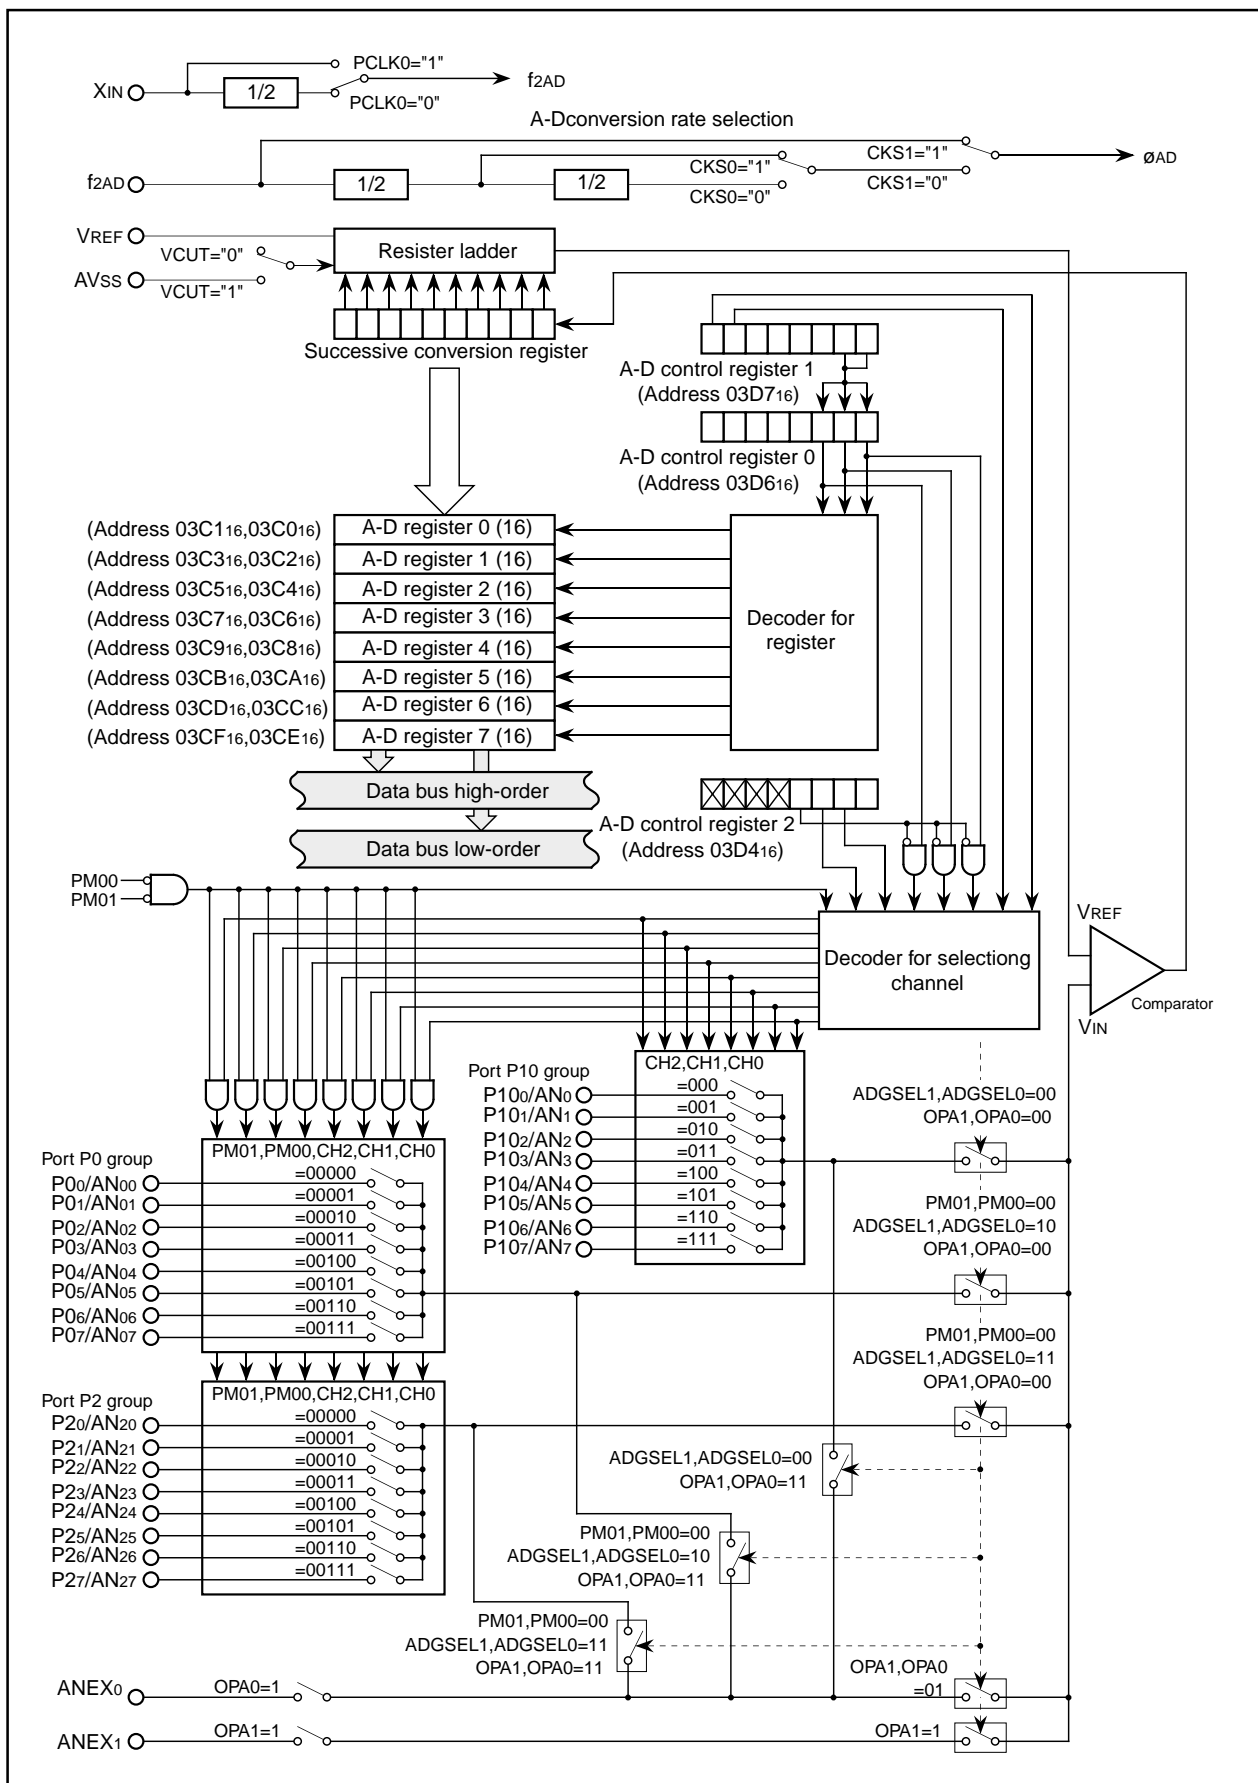 PCLK0="1"
XIN
1/2
f2AD
PCLK0="0"
A-Dconversion rate selection
CKS0="1"
CKS1="1"
øAD
f2AD
1/2
1/2
CKS0="0"
CKS1="0"
VREF
VCUT="0"
Resister ladder
AVSS
VCUT="1"
Successive conversion register
A-D control register 1
(Address 03D716)
A-D control register 0
(Address 03D616)
(Address 03C116,03C016)
A-D register 0 (16)
(Address 03C316,03C216)
A-D register 1 (16)
(Address 03C516,03C416)
A-D register 2 (16)
(Address 03C716,03C616)
A-D register 3 (16)
(Address 03C916,03C816)
A-D register 4 (16)
(Address 03CB16,03CA16)
A-D register 5 (16)
(Address 03CD16,03CC16)
A-D register 6 (16)
(Address 03CF16,03CE16)
A-D register 7 (16)
Decoder for
register
Data bus high-order
Data bus low-order
A-D control register 2
(Address 03D416)
PM00
PM01
Decoder for selectiong
channel
VREF
VIN
Comparator
Port P10 group
CH2,CH1,CH0
P100/AN0
=000
P101/AN1
=001
P102/AN2
=010
P103/AN3
=011
P104/AN4
=100
P105/AN5
=101
P106/AN6
=110
P107/AN7
=111
ADGSEL1,ADGSEL0=00
OPA1,OPA0=00
PM01,PM00=00
ADGSEL1,ADGSEL0=10
OPA1,OPA0=00
PM01,PM00=00
ADGSEL1,ADGSEL0=11
OPA1,OPA0=00
Port P0 group
PM01,PM00,CH2,CH1,CH0
P00/AN00
=00000
P01/AN01
=00001
P02/AN02
=00010
P03/AN03
=00011
P04/AN04
=00100
P05/AN05
=00101
P06/AN06
=00110
P07/AN07
=00111
Port P2 group
PM01,PM00,CH2,CH1,CH0
P20/AN20
=00000
P21/AN21
=00001
P22/AN22
=00010
P23/AN23
=00011
P24/AN24
=00100
P25/AN25
=00101
P26/AN26
=00110
P27/AN27
=00111
ADGSEL1,ADGSEL0=00
OPA1,OPA0=11
PM01,PM00=00
ADGSEL1,ADGSEL0=10
OPA1,OPA0=11
PM01,PM00=00
ADGSEL1,ADGSEL0=11
OPA1,OPA0=11
ANEX0
OPA0=1
OPA1,OPA0
=01
ANEX1
OPA1=1
OPA1=1